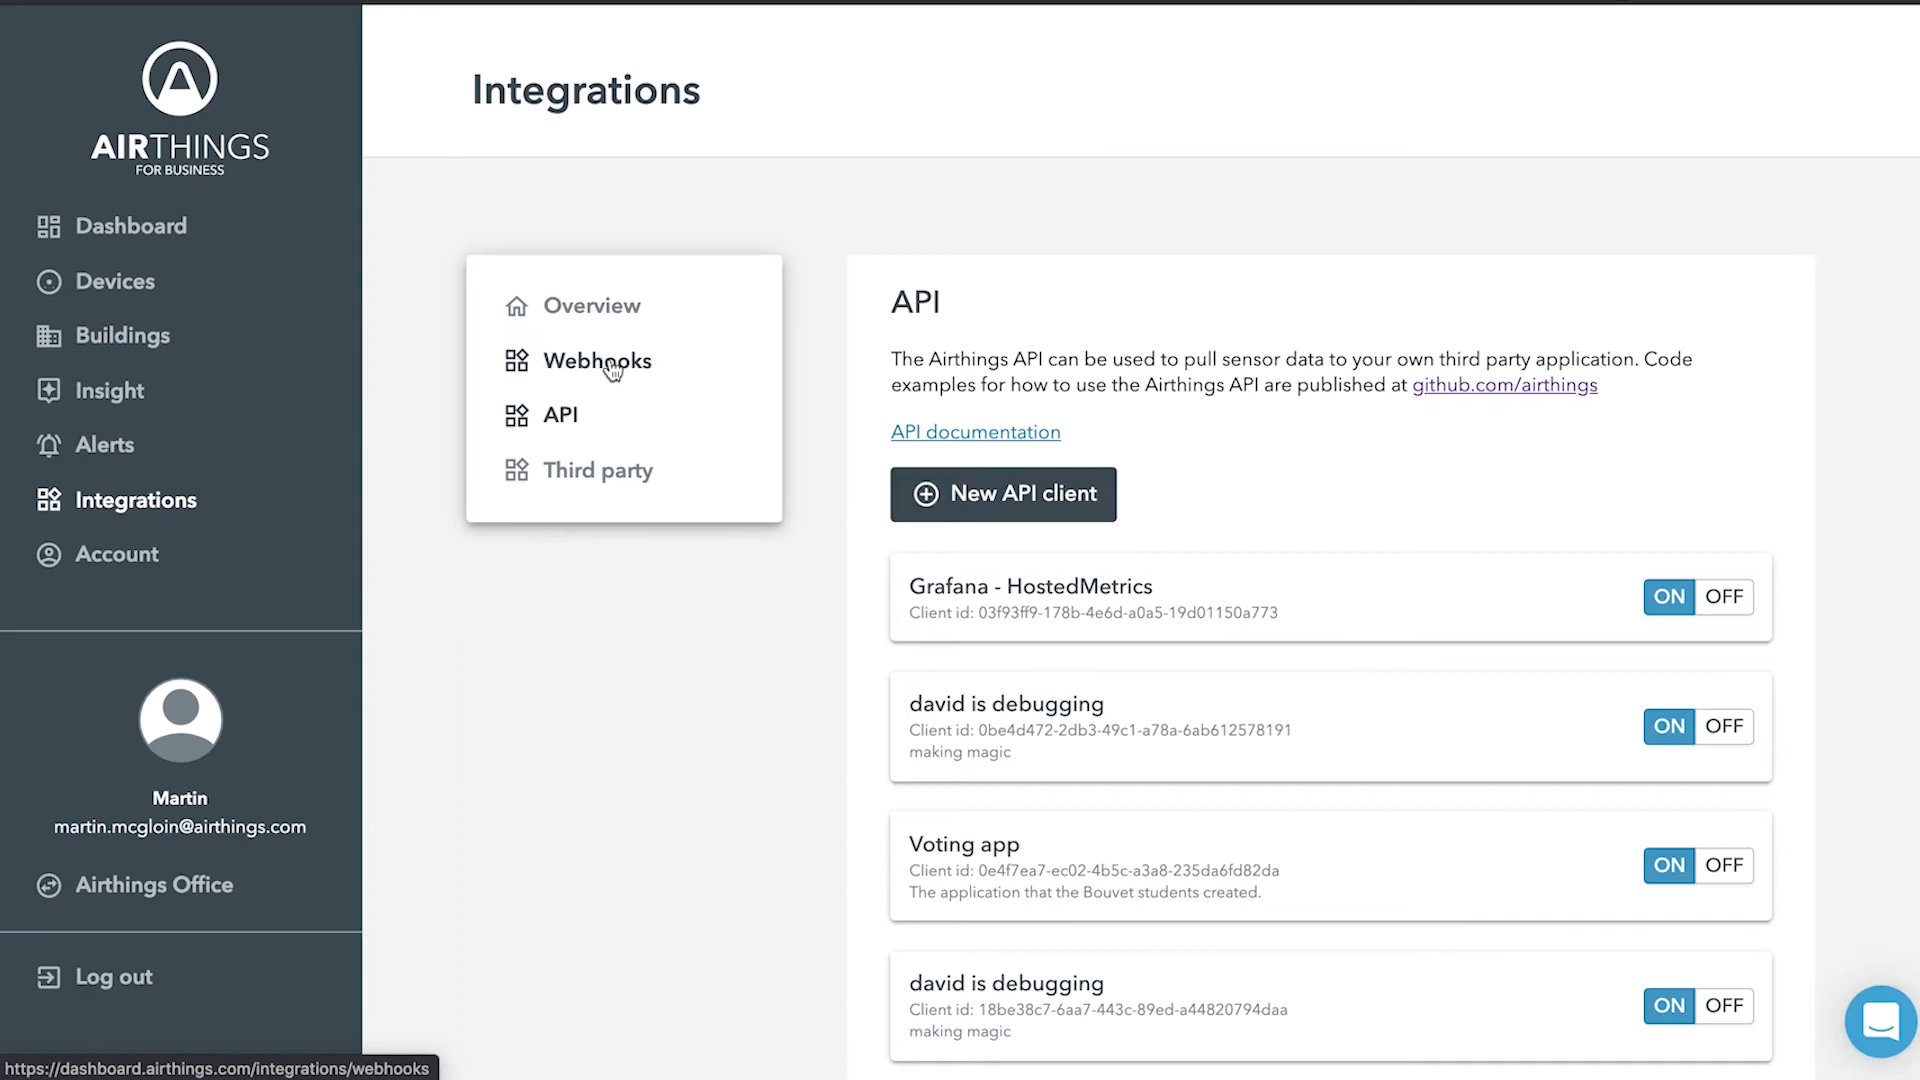 AIRTHINGS
FOR BUSINESS
Dashboard
Devices
Buildings
Insight
Alerts
Integrations
Account
Martin
martin.mcgloin@airthings.com
Airthings Office
Log out
https://dashboard.airthings.com/integrations/webhooks
Integrations
Overview
Webhooks
API
Third party
API
The Airthings API can be used to pull sensor data to your own third party application. Code
examples for how to use the Airthings API are published at github.com/airthings
API documentation
New API client
Grafana - HostedMetrics
Client id: 03f93ff9-178b-4e6d-a0a5-19d01150a773
ON OFF
david is debugging
Client id: 0be4d472-2db3-49c1-a78a-6ab612578191
making magic
ON OFF
Voting app
Client id: 0e4f7ea7-ec02-4b5c-a3a8-235da6fd82da
The application that the Bouvet students created.
ON OFF
david is debugging
Client id: 18be38c7-6aa7-443c-89ed-a44820794daa
making magic
ON OFF